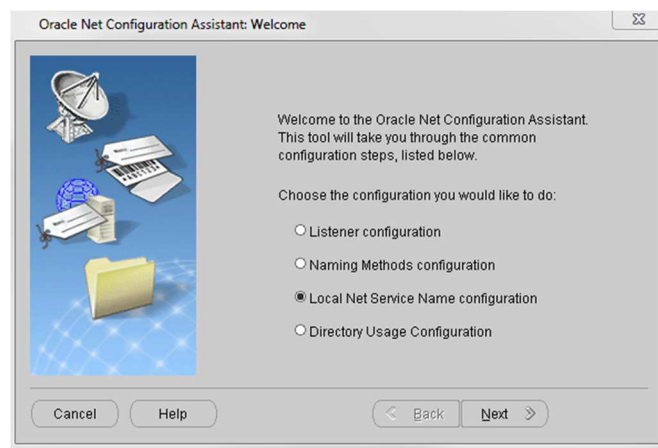 Oracle Net Configuration Assistant: Welcome
Welcome to the Oracle Net Configuration Assistant.
This tool will take you through the common
configuration steps, listed below.
Choose the configuration you would like to do:
Listener configuration
Naming Methods configuration
Local Net Service Name configuration
Directory Usage Configuration
Cancel
Help
Back
Next